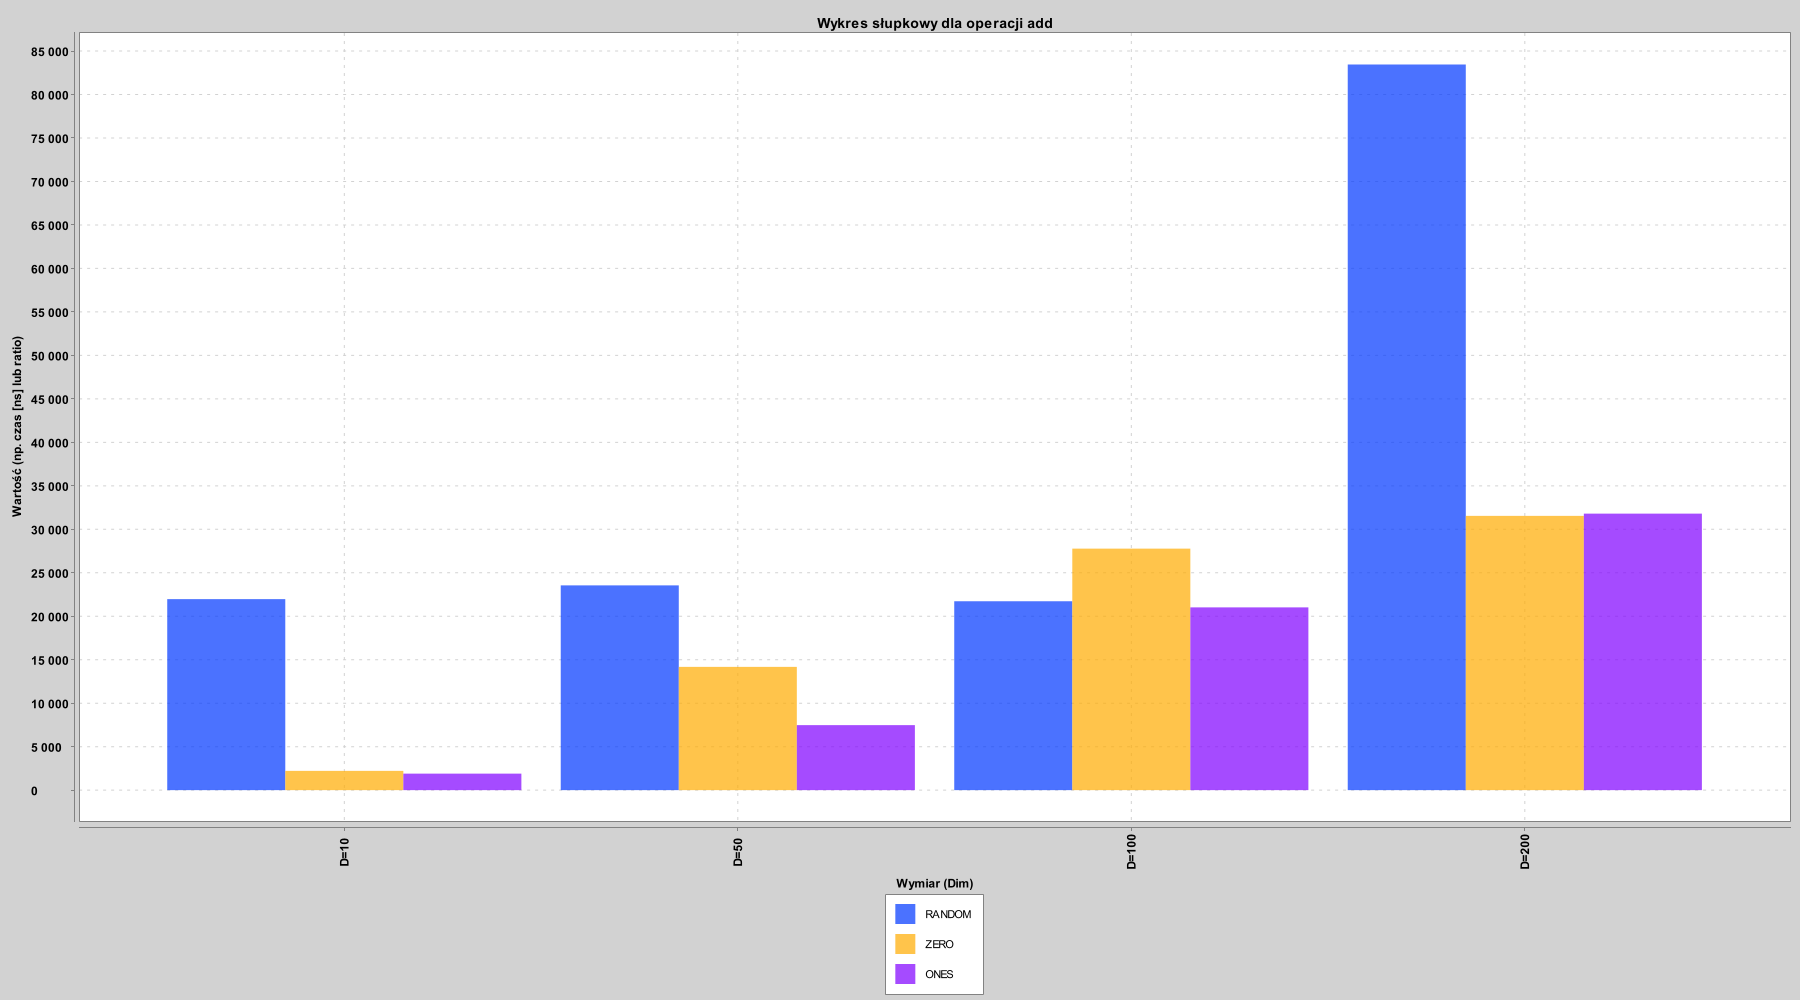 Wykres słupkowy dla operacji add
Wartość (np. czas [ns] lub ratio)
85 000
80 000
75 000
70 000
65 000
60 000
55 000
50 000
45 000
40 000
35 000
30 000
25 000
20 000
15 000
10 000
5 000
0
D=10
D=50
D=100
D=200
Wymiar (Dim)
RANDOM
ZERO
ONES